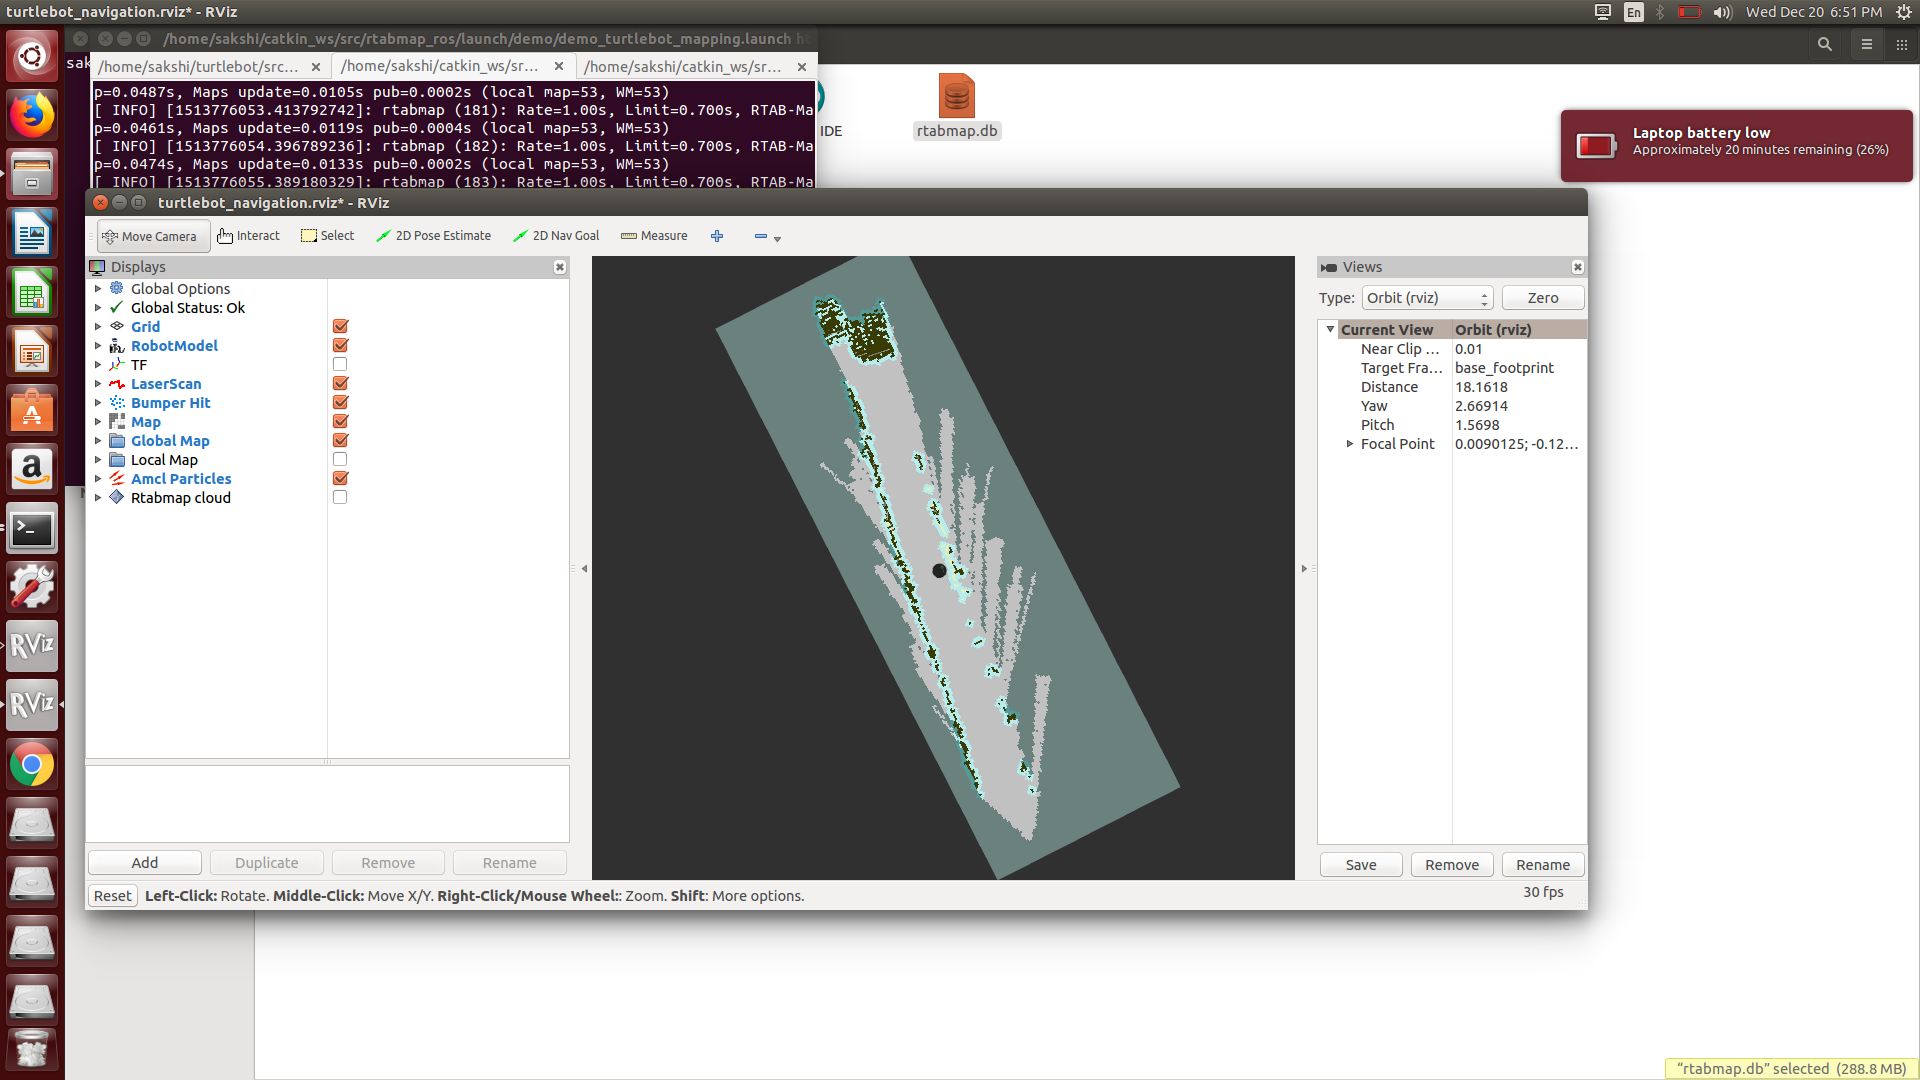 turtlebot_navigation.rviz* - RViz
En
Wed Dec 20 6:51 PM
/home/sakshi/catkin_ws/src/rtabmap_ros/launch/demo/demo_turtlebot_mapping.launch
sak
/home/sakshi/turtlebot/src...
/home/sakshi/catkin_ws/sr...
/home/sakshi/catkin_ws/sr...
p=0.0487s, Maps update=0.0105s pub=0.0002s (local map=53, WM=53)
[ INFO] [1513776053.413792742]: rtabmap (181): Rate=1.00s, Limit=0.700s, RTAB-Ma
p=0.0461s, Maps update=0.0119s pub=0.0004s (local map=53, WM=53)
[ INFO] [1513776054.396789236]: rtabmap (182): Rate=1.00s, Limit=0.700s, RTAB-Ma
p=0.0474s, Maps update=0.0133s pub=0.0002s (local map=53, WM=53)
[ INFO] [1513776055.389180329]: rtabmap (183): Rate=1.00s, Limit=0.700s, RTAB-Ma
IDE
rtabmap.db
Laptop battery low
Approximately 20 minutes remaining (26%)
turtlebot_navigation.rviz* - RViz
Move Camera
Interact
Select
2D Pose Estimate
2D Nav Goal
Measure
Displays
Global Options
Global Status: Ok
Grid
RobotModel
TF
LaserScan
Bumper Hit
Map
Global Map
Local Map
Amcl Particles
Rtabmap cloud
Add
Duplicate
Remove
Rename
Views
Type:
Orbit (rviz)
Zero
Current View Orbit (rviz)
Near Clip ... 0.01
Target Fra... base_footprint
Distance 18.1618
Yaw 2.66914
Pitch 1.5698
Focal Point 0.0090125; -0.12...
Save
Remove
Rename
Reset
Left-Click: Rotate. Middle-Click: Move X/Y. Right-Click/Mouse Wheel:: Zoom. Shift: More options.
30 fps
RViz
RViz
"rtabmap.db" selected (288.8 MB)